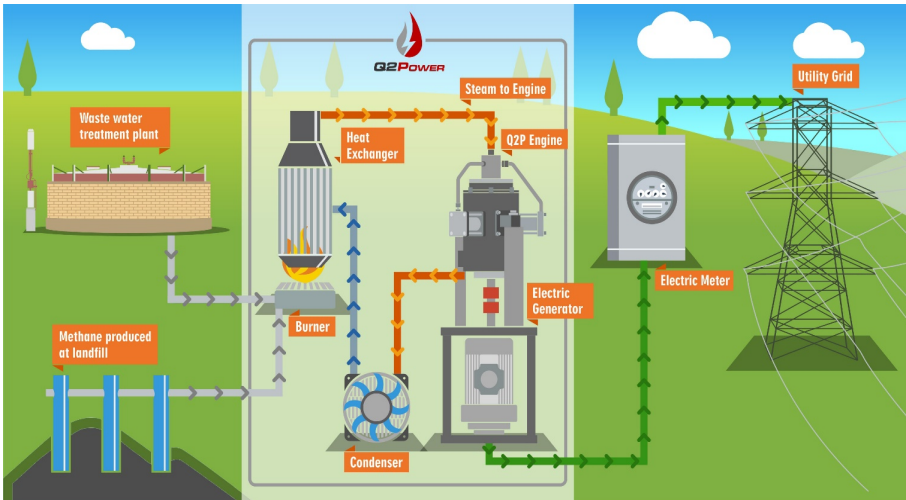 Q2POWER
Steam to Engine
Utility Grid
Waste water
treatment plant
Heat
Exchanger
Q2P Engine
Electric Meter
Electric
Generator
Burner
Methane produced
at landfill
Condenser